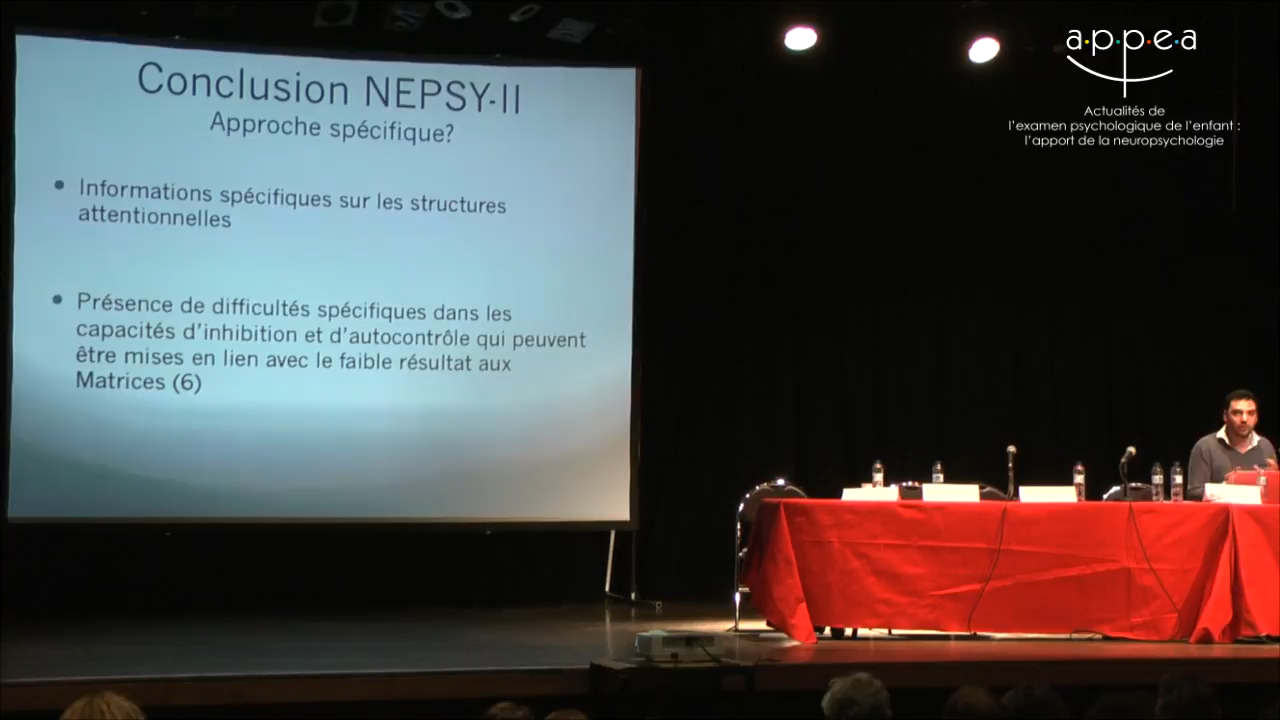 Conclusion NEPSY-II
Approche spécifique?
• Informations spécifiques sur les structures
attentionnelles
• Présence de difficultés spécifiques dans les
capacités d'inhibition et d'autocontrôle qui peuvent
être mises en lien avec le faible résultat aux
Matrices (6)
a·p·p·e·a
Actualités de
l'examen psychologique de l'enfant :
l'apport de la neuropsychologie